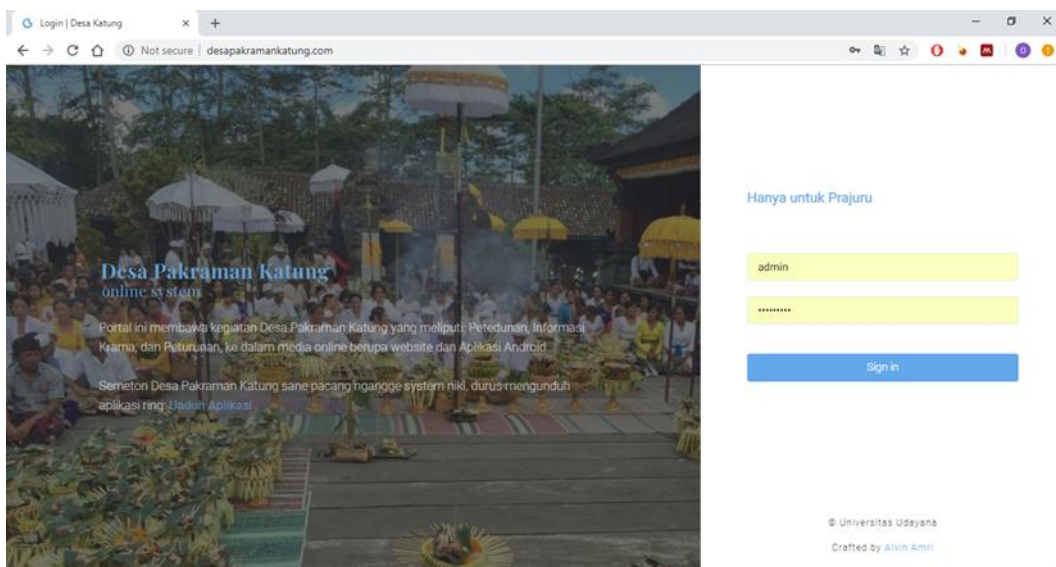 Login | Desa Katung
Not secure | desapakramankatung.com
Desa Pakraman Katung
online system
Portal ini membawa kegiatan Desa Pakraman Katung yang meliputi; Petedunan, Informasi
Krama, dan Peturunan, ke dalam media online berupa website dan Aplikasi Android.
Semeton Desa Pakraman Katung sane pacang ngangge system niki, durus mengunduh
aplikasi ring: Unduh Aplikasi
Hanya untuk Prajuru
admin
•••••••••
Sign in
© Universitas Udayana
Crafted by Alvin Amri